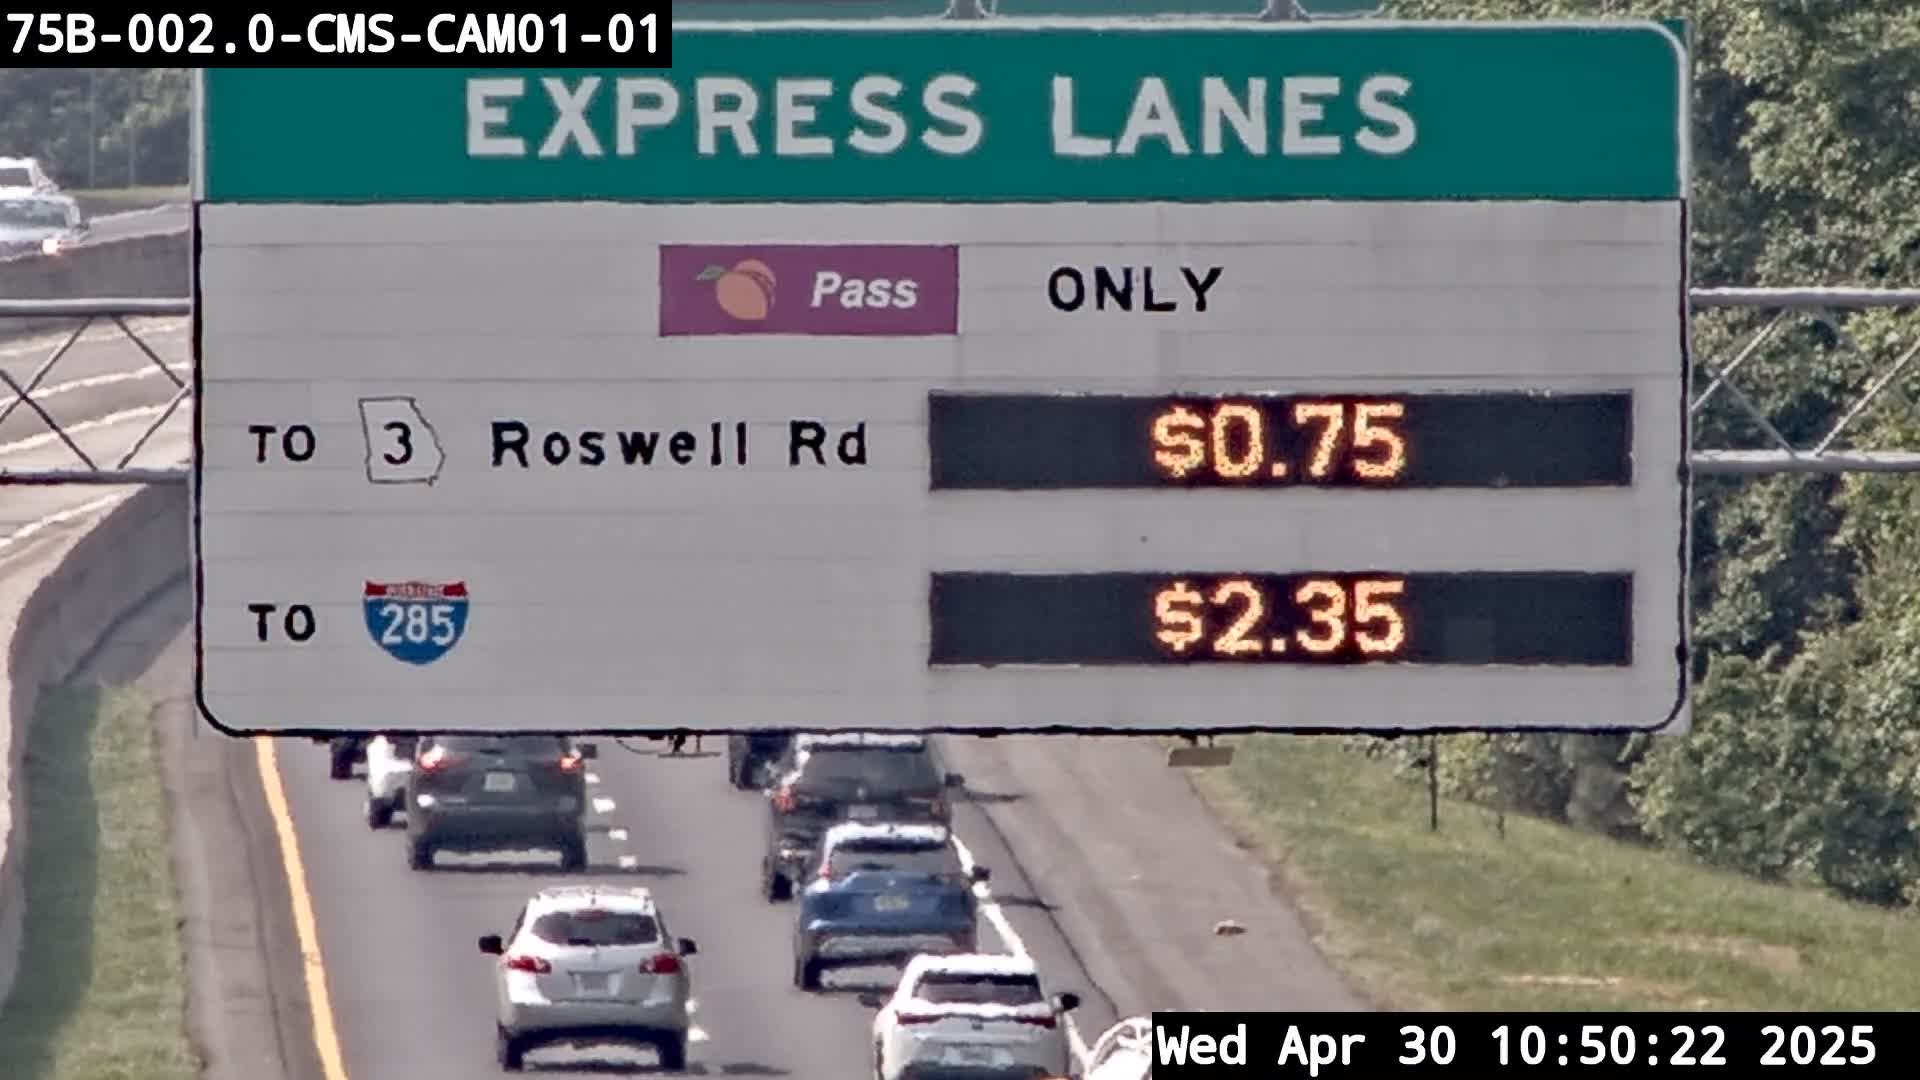 75B-002.0-CMS-CAM01-01
EXPRESS LANES
Pass ONLY
TO 3 Roswell Rd $0.75
TO 285 $2.35
Wed Apr 30 10:50:22 2025